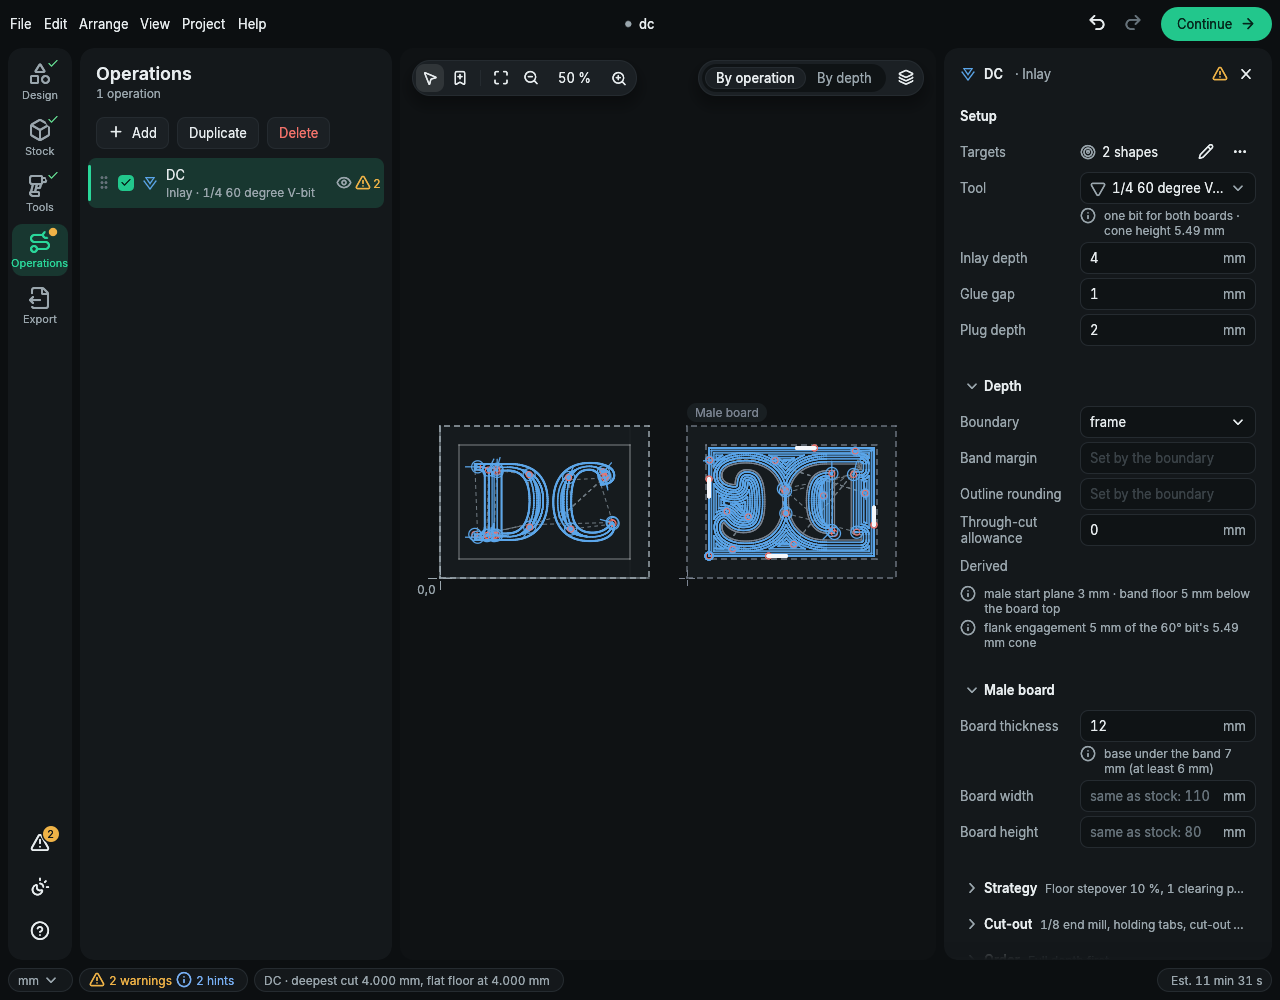 File Edit Arrange View Project Help
dc
Continue
Design
Stock
Tools
Operations
Export
2
Operations
1 operation
Add Duplicate Delete
DC
Inlay · 1/4 60 degree V-bit
2
50 %
By operation By depth
Male board
0,0
DC · Inlay
Setup
Targets 2 shapes
Tool 1/4 60 degree V...
one bit for both boards ·
cone height 5.49 mm
Inlay depth 4 mm
Glue gap 1 mm
Plug depth 2 mm
Depth
Boundary frame
Band margin Set by the boundary
Outline rounding Set by the boundary
Through-cut
allowance 0 mm
Derived
male start plane 3 mm · band floor 5 mm below
the board top
flank engagement 5 mm of the 60° bit's 5.49
mm cone
Male board
Board thickness 12 mm
base under the band 7
mm (at least 6 mm)
Board width same as stock: 110 mm
Board height same as stock: 80 mm
Strategy Floor stepover 10 %, 1 clearing p...
Cut-out 1/8 end mill, holding tabs, cut-out ...
mm
2 warnings 2 hints
DC · deepest cut 4.000 mm, flat floor at 4.000 mm
Est. 11 min 31 s